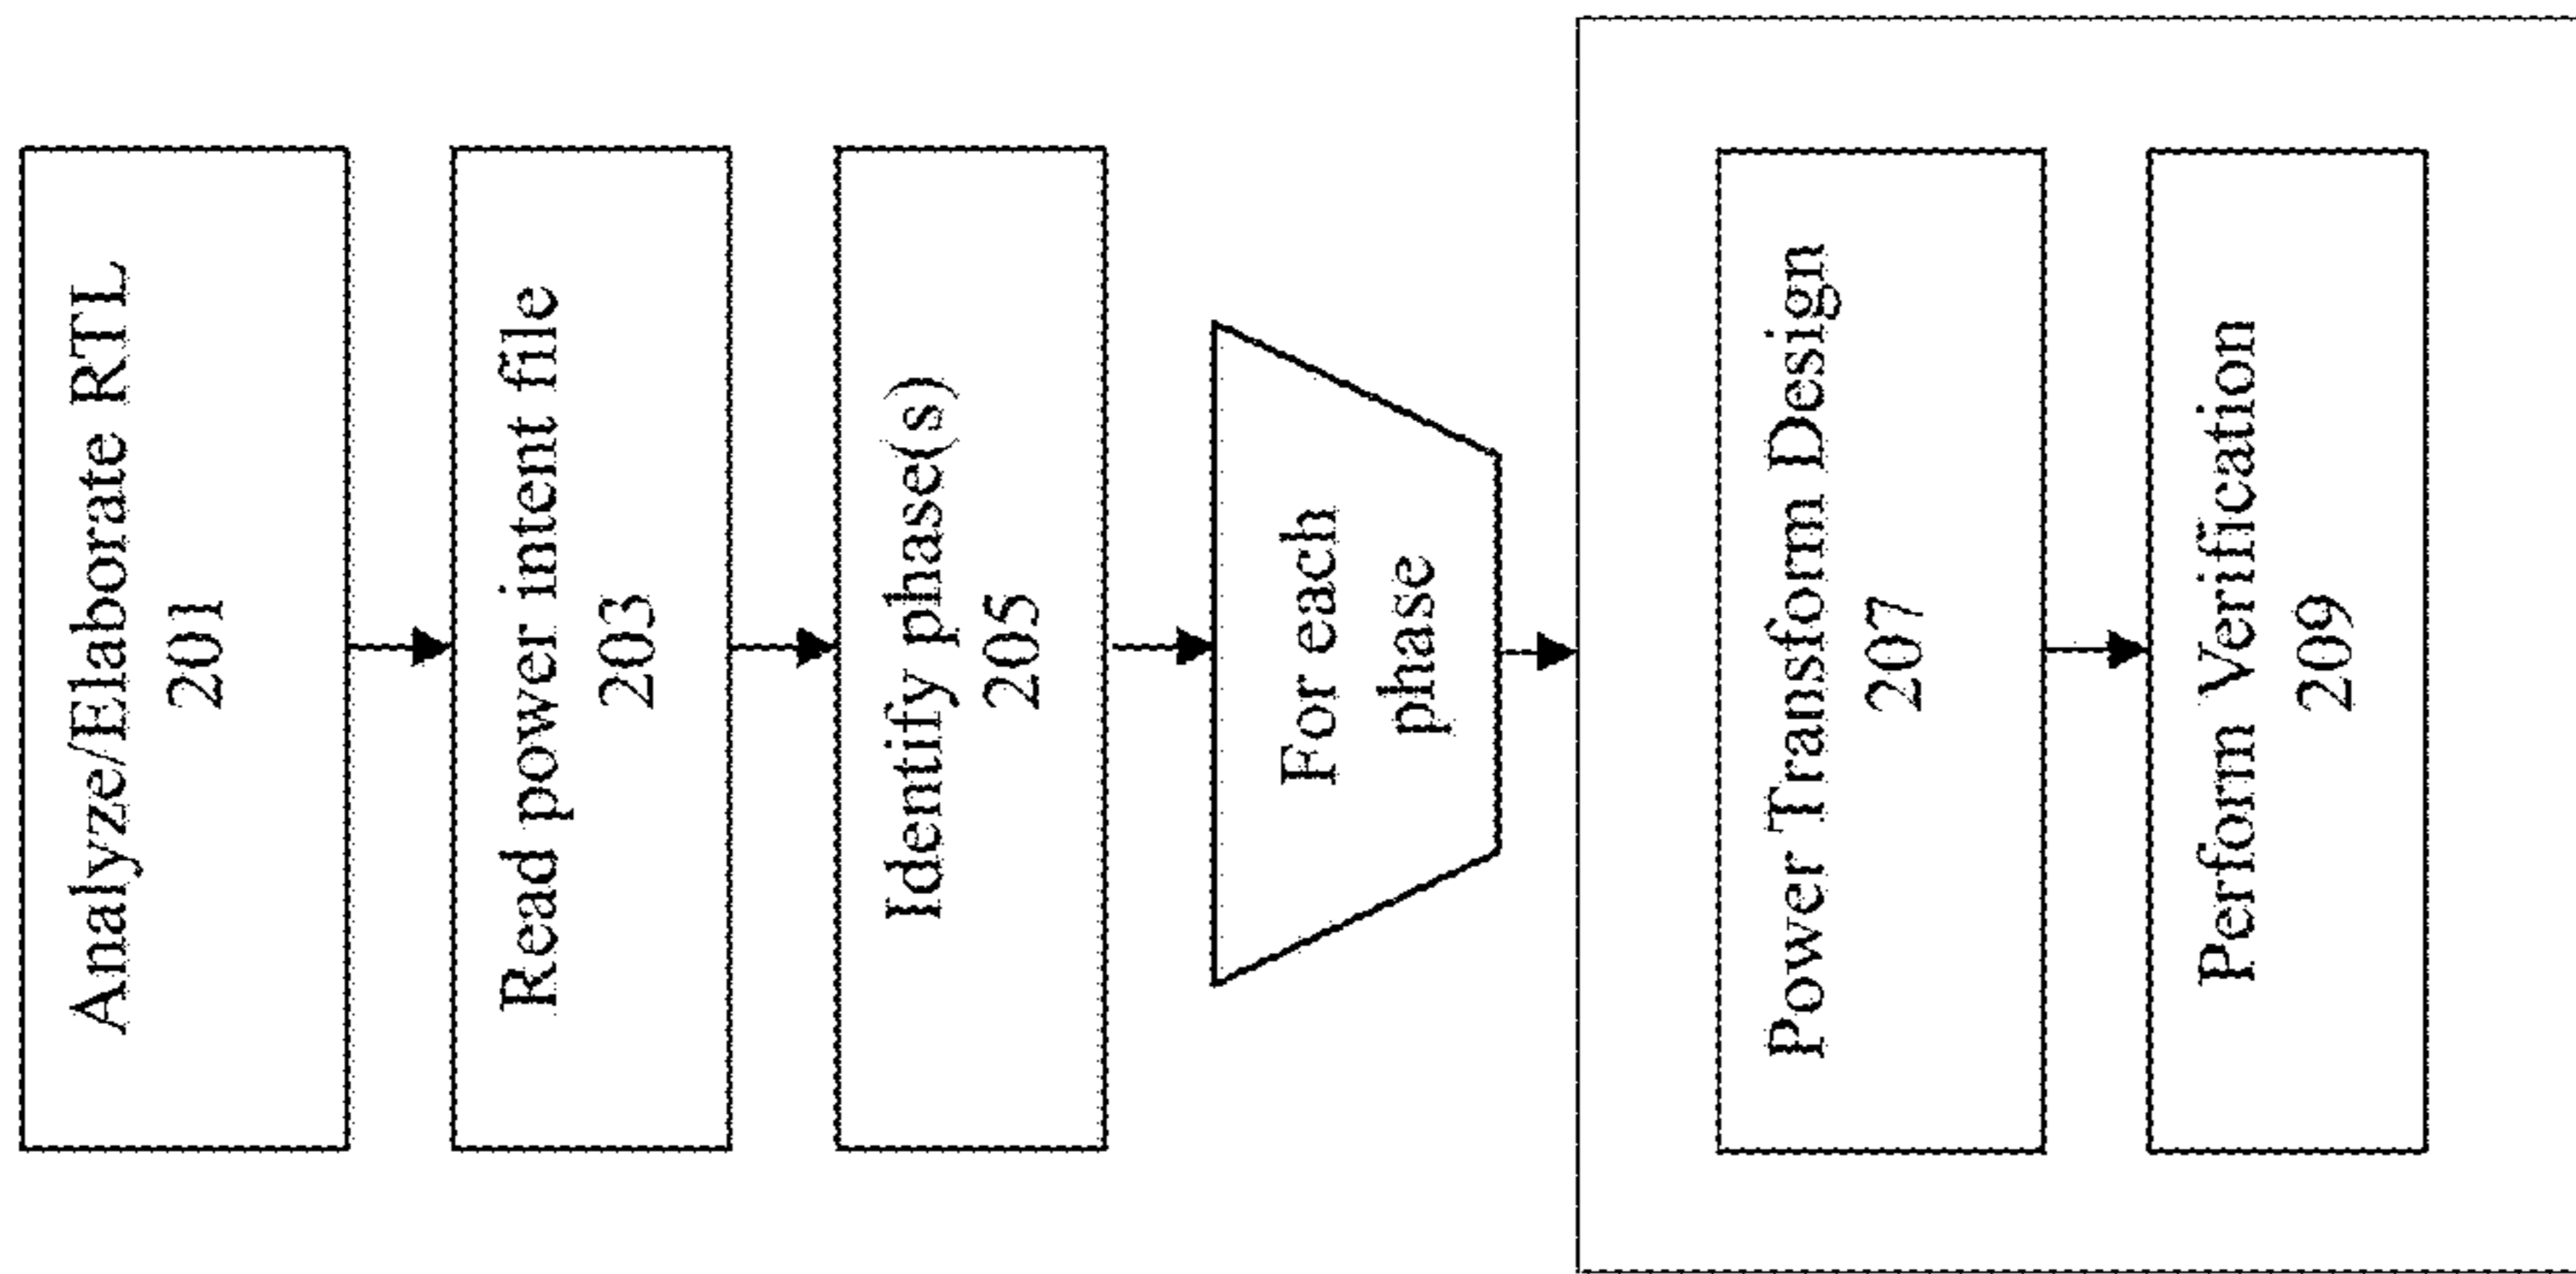 Analyze/Elaborate RTL
201
Read power intent file
203
Identify phase(s)
205
For each
phase
Power Transform Design
207
Perform Verification
209